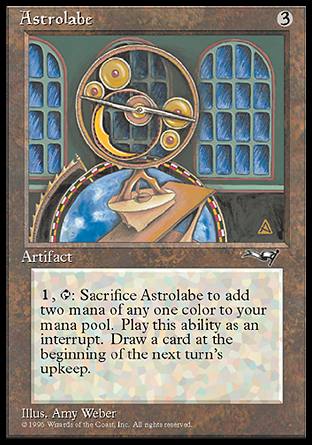 Astrolabe 3
Artifact
1, T: Sacrifice Astrolabe to add
two mana of any one color to your
mana pool. Play this ability as an
interrupt. Draw a card at the
beginning of the next turn's
upkeep.
Illus. Amy Weber
© 1996 Wizards of the Coast, Inc. All rights reserved.